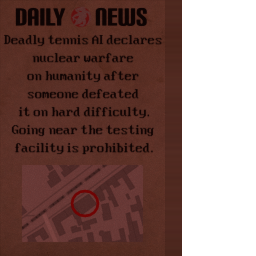 DAILY NEWS
Deadly tennis AI declares
nuclear warfare
on humanity after
someone defeated
it on hard difficulty.
Going near the testing
facility is prohibited.